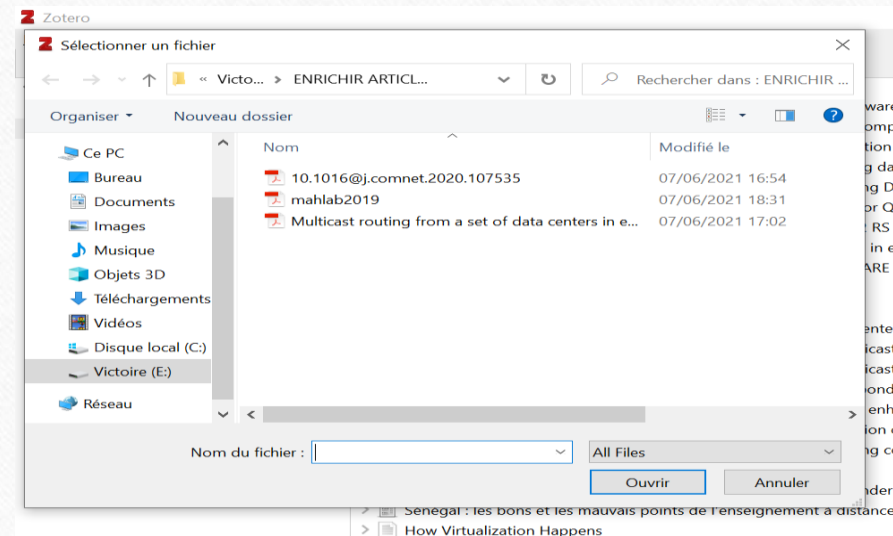 Zotero
Sélectionner un fichier
« Victo... > ENRICHIR ARTICL...
Rechercher dans : ENRICHIR ...
Organiser
Nouveau dossier
Nom
Modifié le
Ce PC
Bureau
Documents
Images
Musique
Objets 3D
Téléchargements
Vidéos
Disque local (C:)
Victoire (E:)
Réseau
10.1016@j.comnet.2020.107535 07/06/2021 16:54
mahlab2019 07/06/2021 18:31
Multicast routing from a set of data centers in e... 07/06/2021 17:02
Nom du fichier :
All Files
Ouvrir
Annuler
Sénégal : les bons et les mauvais points de l'enseignement à distance
How Virtualization Happens